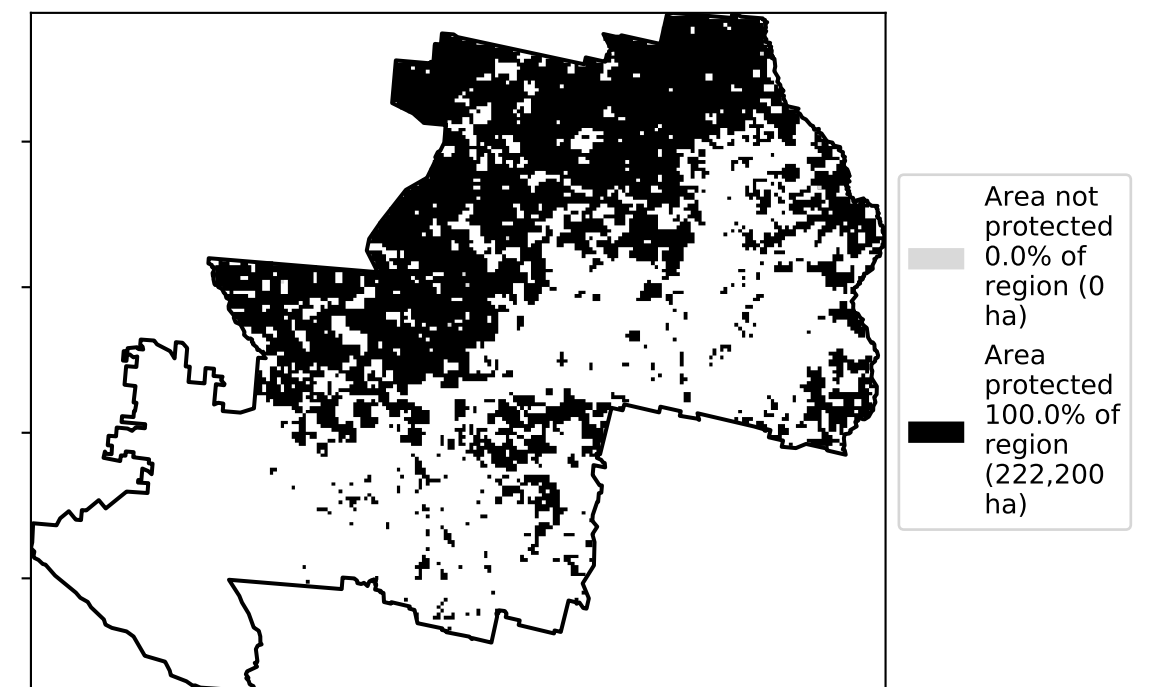 Area not
protected
0.0% of
region (0
ha)
Area
protected
100.0% of
region
(222,200
ha)